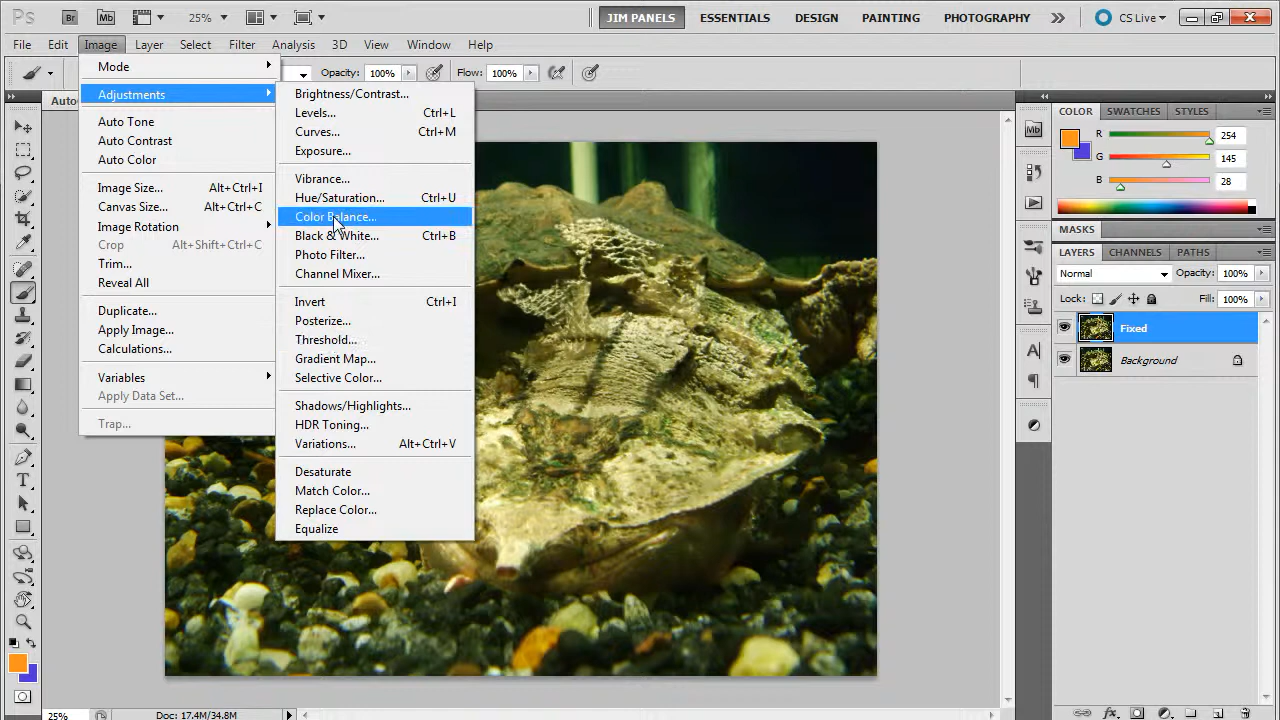 Ps Br Mb 25% JIM PANELS ESSENTIALS DESIGN PAINTING PHOTOGRAPHY CS Live
File Edit Image Layer Select Filter Analysis 3D View Window Help
Opacity: 100% Flow: 100%
Auto
Mode
Adjustments
Auto Tone
Auto Contrast
Auto Color
Image Size... Alt+Ctrl+I
Canvas Size... Alt+Ctrl+C
Image Rotation
Crop Alt+Shift+Ctrl+C
Trim...
Reveal All
Duplicate...
Apply Image...
Calculations...
Variables
Apply Data Set...
Trap...
Brightness/Contrast...
Levels... Ctrl+L
Curves... Ctrl+M
Exposure...
Vibrance...
Hue/Saturation... Ctrl+U
Color Balance...
Black & White... Ctrl+B
Photo Filter...
Channel Mixer...
Invert Ctrl+I
Posterize...
Threshold...
Gradient Map...
Selective Color...
Shadows/Highlights...
HDR Toning...
Variations... Alt+Ctrl+V
Desaturate
Match Color...
Replace Color...
Equalize
COLOR SWATCHES STYLES
R 254
G 145
B 28
MASKS
LAYERS CHANNELS PATHS
Normal Opacity: 100%
Lock: Fill: 100%
Fixed
Background
25% Doc: 17.4M/34.8M